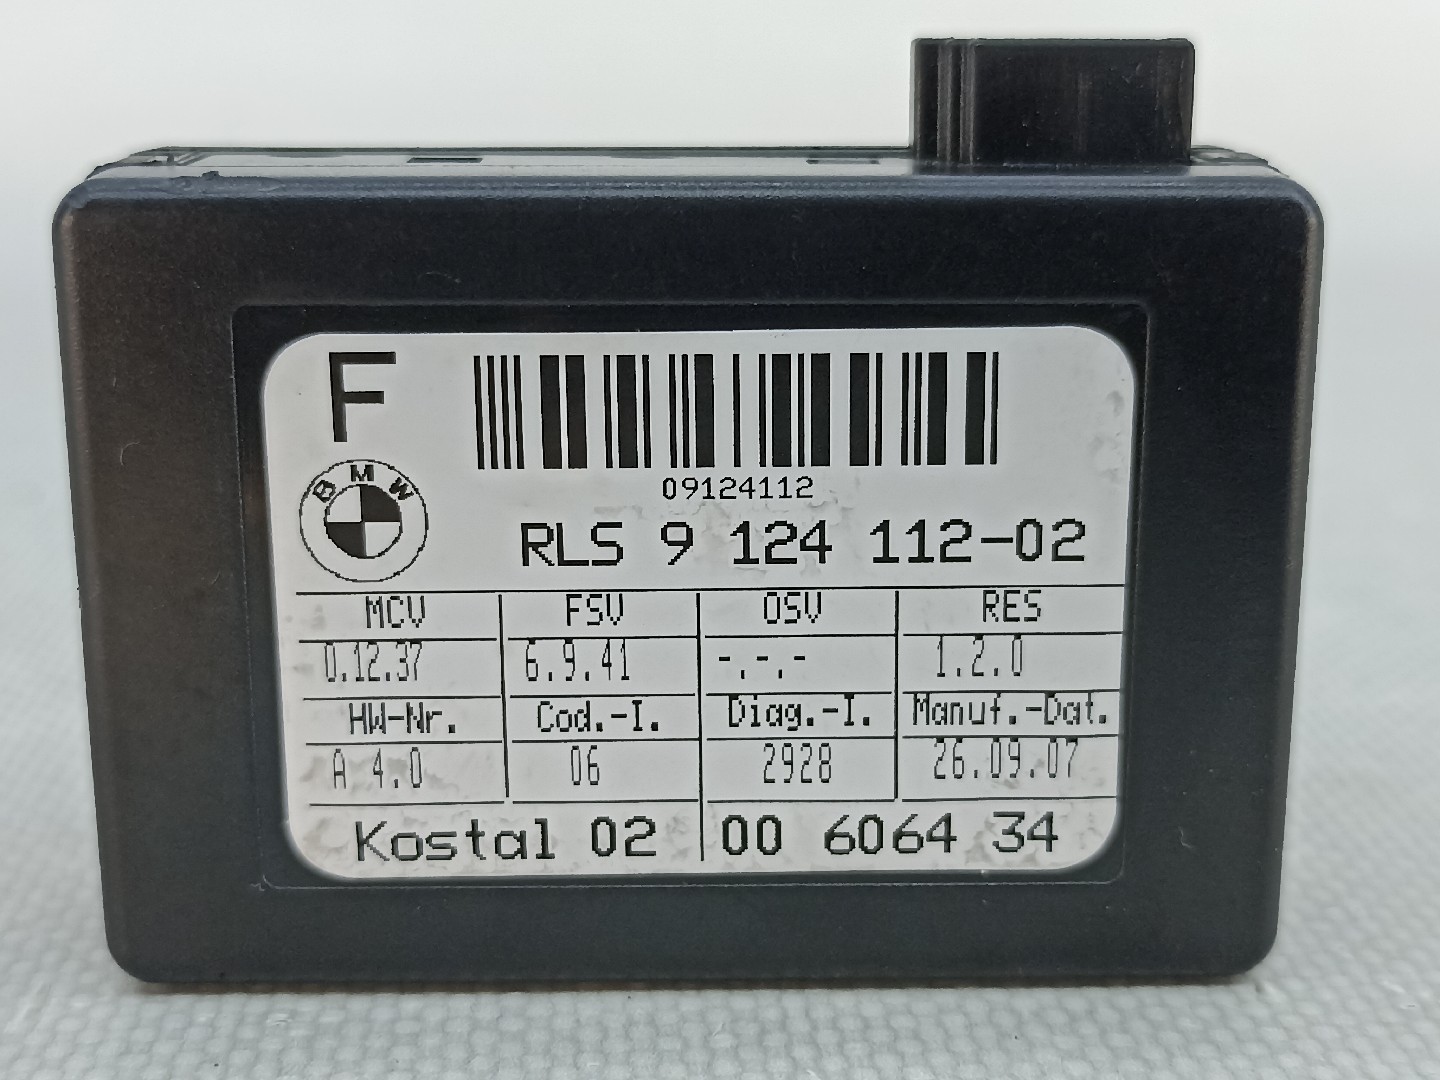 F
09124112
BMW
RLS 9 124 112-02
MCV FSV OSV RES
0.12.37 6.9.41 -.-.- 1.2.0
HW-Nr. Cod.-I. Diag.-I. Manuf.-Dat.
A 4.0 06 2928 26.09.07
Kostal 02 00 6064 34